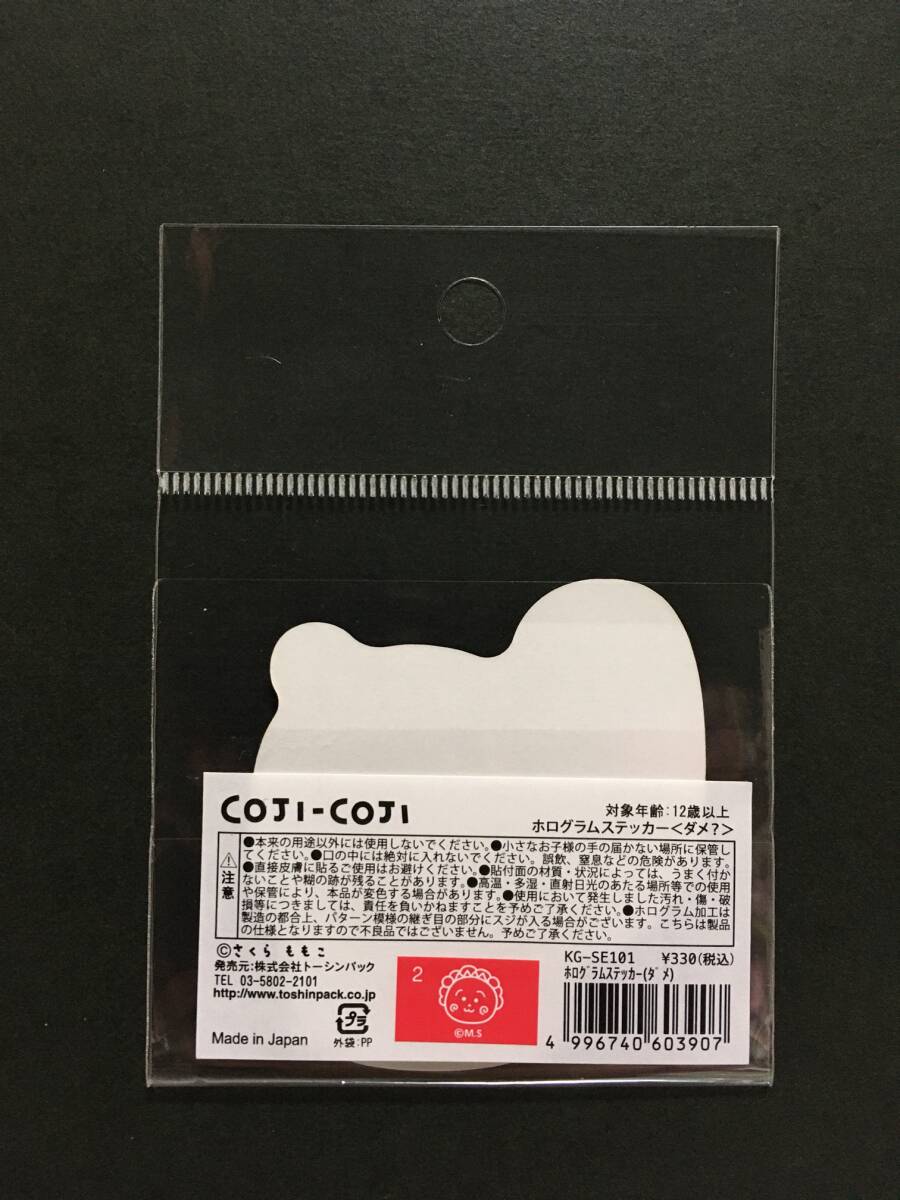 COJI-COJI
対象年齢:12歳以上
ホログラムステッカー<ダメ?>
⚠注意
●本来の用途以外には使用しないでください。●小さなお子様の手の届かない場所に保管し
てください。●口の中には絶対に入れないでください。誤飲、窒息などの危険があります。
●直接皮膚に貼るご使用はお避けください。●貼付面の材質・状況によっては、うまく付か
ないことや糊の跡が残ることがあります。●高温・多湿・直射日光のあたる場所等での使用
や保管により、本品が変色する場合があります。●使用において発生しました汚れ・傷・破
損等につきましては、責任を負いかねますことを予めご了承ください。●ホログラム加工は
製造の都合上、パターン模様の継ぎ目の部分にスジが入る場合がございます。こちらは製品
の仕様となりますので不良品ではございません。予めご了承ください。
©さくらももこ
発売元:株式会社トーシンパック
TEL 03-5802-2101
http://www.toshinpack.co.jp
Made in Japan
プラ
外袋:PP
2
©M.S
KG-SE101 ¥330(税込)
ホログラムステッカー(ダメ)
4 996740 603907